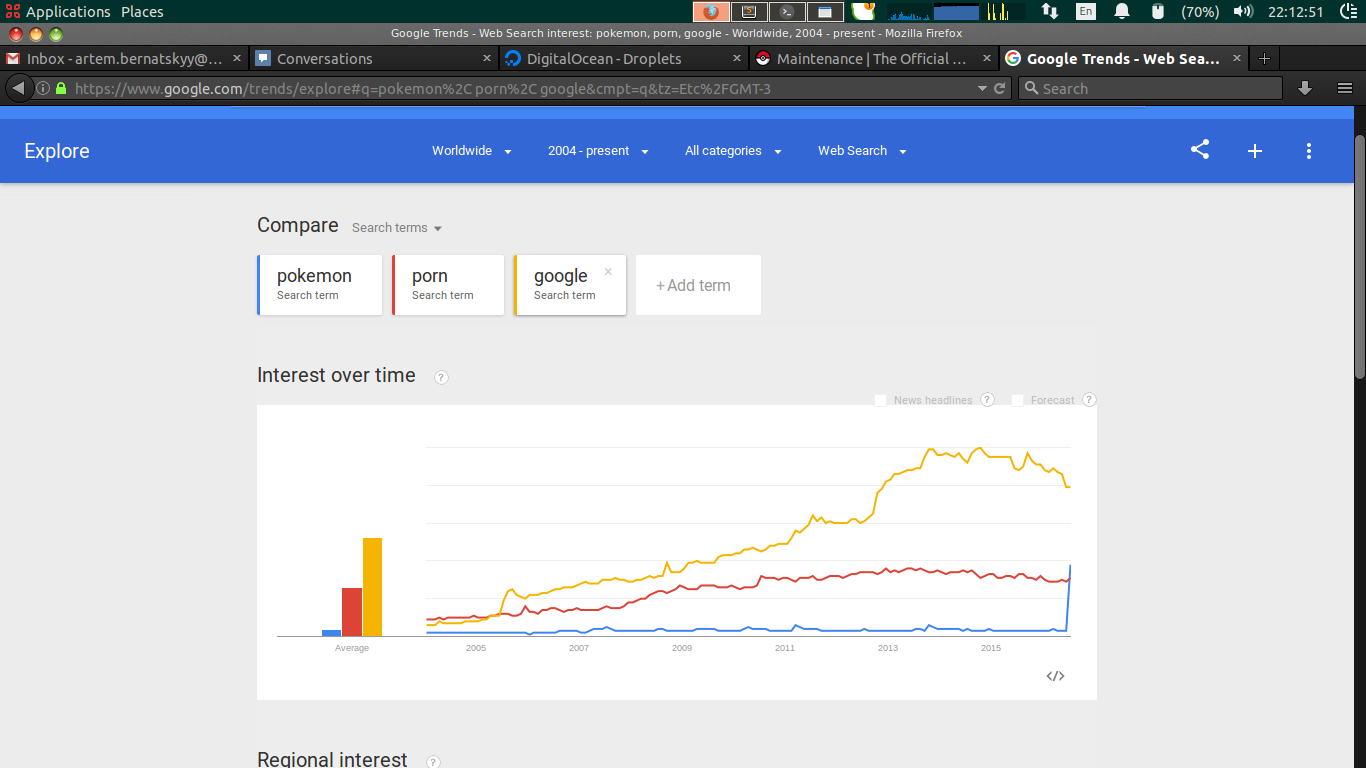 Applications Places En (70%) 22:12:51
Google Trends - Web Search interest: pokemon, porn, google - Worldwide, 2004 - present - Mozilla Firefox
Inbox - artem.bernatskyy@... × Conversations × DigitalOcean - Droplets × Maintenance | The Official ... × Google Trends - Web Sea... ×
https://www.google.com/trends/explore#q=pokemon%2C porn%2C google&cmpt=q&tz=Etc%2FGMT-3 Search
Explore Worldwide 2004 - present All categories Web Search
Compare Search terms
pokemon porn google ×
Search term Search term Search term
+ Add term
Interest over time ?
News headlines ? Forecast ?
Average 2005 2007 2009 2011 2013 2015
</>
Regional interest ?